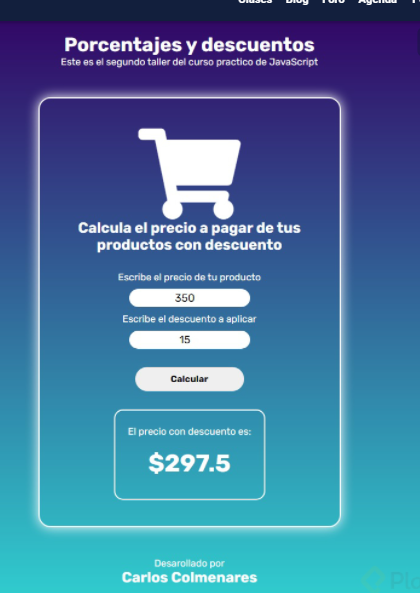 Clases Blog Foro Agenda
Porcentajes y descuentos
Este es el segundo taller del curso practico de JavaScript
Calcula el precio a pagar de tus
productos con descuento
Escribe el precio de tu producto
350
Escribe el descuento a aplicar
15
Calcular
El precio con descuento es:
$297.5
Desarollado por
Carlos Colmenares